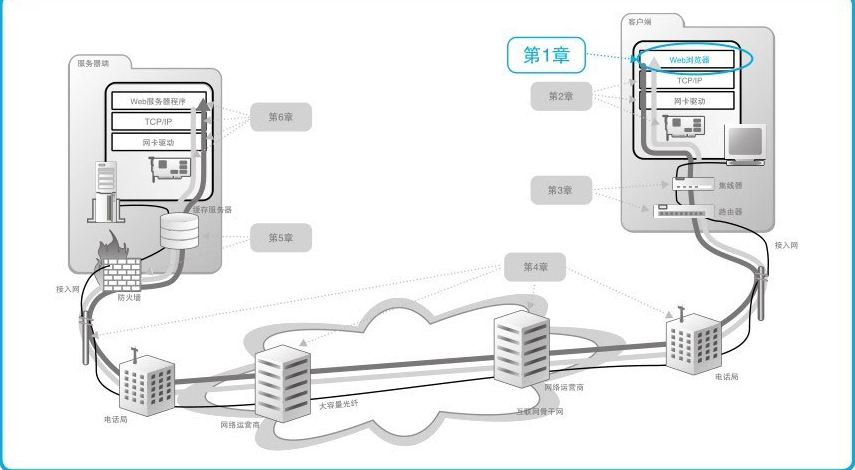 客户端
第1章
Web浏览器
TCP/IP
网卡驱动
第2章
第3章
集线器
路由器
接入网
服务器端
Web服务器程序
TCP/IP
网卡驱动
第6章
缓存服务器
第5章
第4章
接入网
防火墙
电话局
网络运营商
大容量光纤
互联网骨干网
网络运营商
电话局